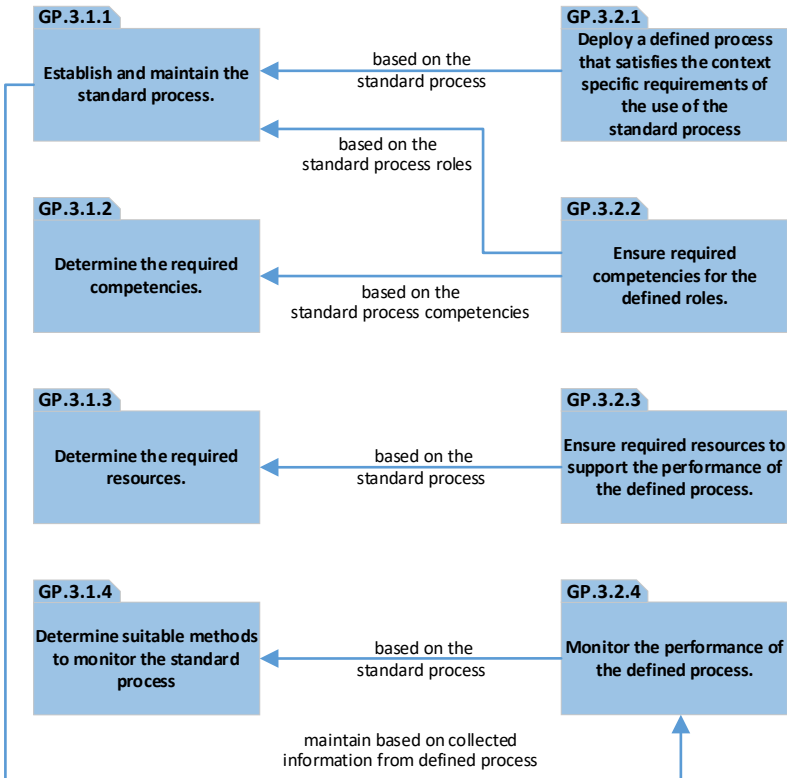 GP.3.1.1
Establish and maintain the
standard process.
based on the
standard process
GP.3.2.1
Deploy a defined process
that satisfies the context
specific requirements of
the use of the
standard process
based on the
standard process roles
GP.3.1.2
Determine the required
competencies.
based on the
standard process competencies
GP.3.2.2
Ensure required
competencies for the
defined roles.
GP.3.1.3
Determine the required
resources.
based on the
standard process
GP.3.2.3
Ensure required resources to
support the performance of
the defined process.
GP.3.1.4
Determine suitable methods
to monitor the standard
process
based on the
standard process
GP.3.2.4
Monitor the performance of
the defined process.
maintain based on collected
information from defined process